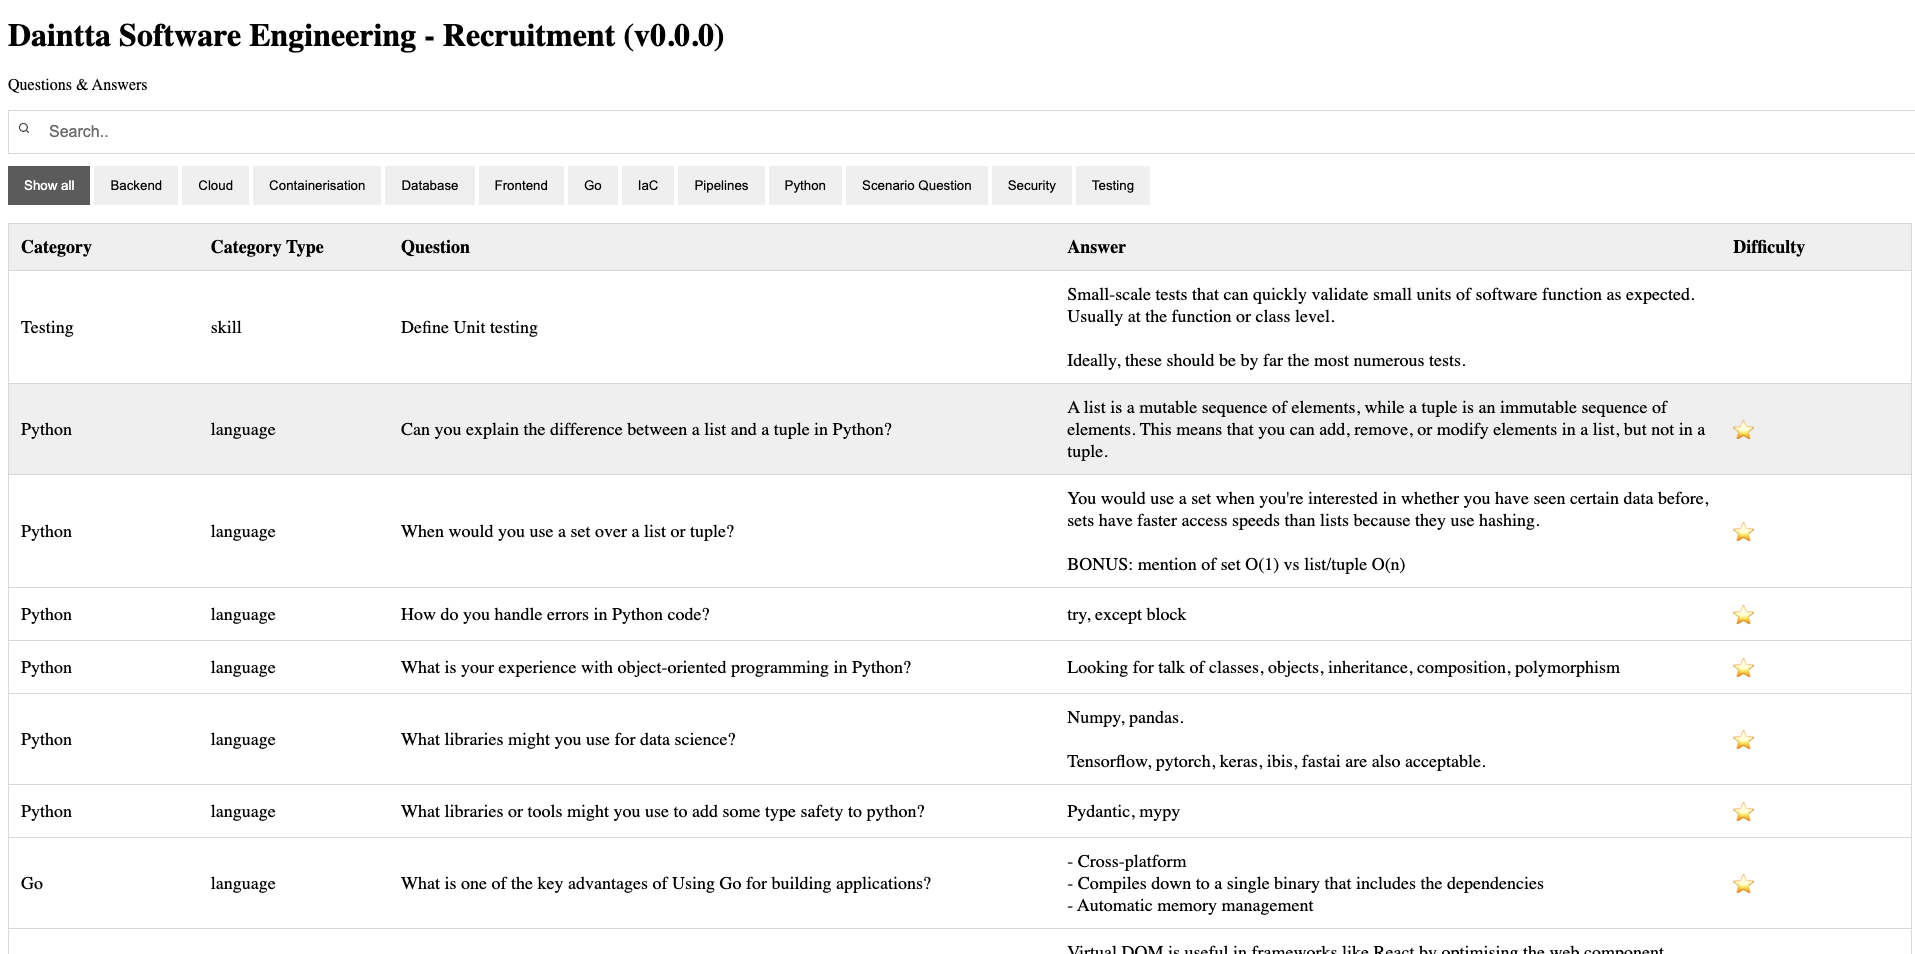 Daintta Software Engineering - Recruitment (v0.0.0)
Questions & Answers
Search..
Show all
Backend
Cloud
Containerisation
Database
Frontend
Go
IaC
Pipelines
Python
Scenario Question
Security
Testing
Category
Category Type
Question
Answer
Difficulty
Testing
skill
Define Unit testing
Small-scale tests that can quickly validate small units of software function as expected.
Usually at the function or class level.
Ideally, these should be by far the most numerous tests.
Python
language
Can you explain the difference between a list and a tuple in Python?
A list is a mutable sequence of elements, while a tuple is an immutable sequence of
elements. This means that you can add, remove, or modify elements in a list, but not in a
tuple.
Python
language
When would you use a set over a list or tuple?
You would use a set when you're interested in whether you have seen certain data before,
sets have faster access speeds than lists because they use hashing.
BONUS: mention of set O(1) vs list/tuple O(n)
Python
language
How do you handle errors in Python code?
try, except block
Python
language
What is your experience with object-oriented programming in Python?
Looking for talk of classes, objects, inheritance, composition, polymorphism
Python
language
What libraries might you use for data science?
Numpy, pandas.
Tensorflow, pytorch, keras, ibis, fastai are also acceptable.
Python
language
What libraries or tools might you use to add some type safety to python?
Pydantic, mypy
Go
language
What is one of the key advantages of Using Go for building applications?
- Cross-platform
- Compiles down to a single binary that includes the dependencies
- Automatic memory management
Virtual DOM is useful in frameworks like React by optimising the web component